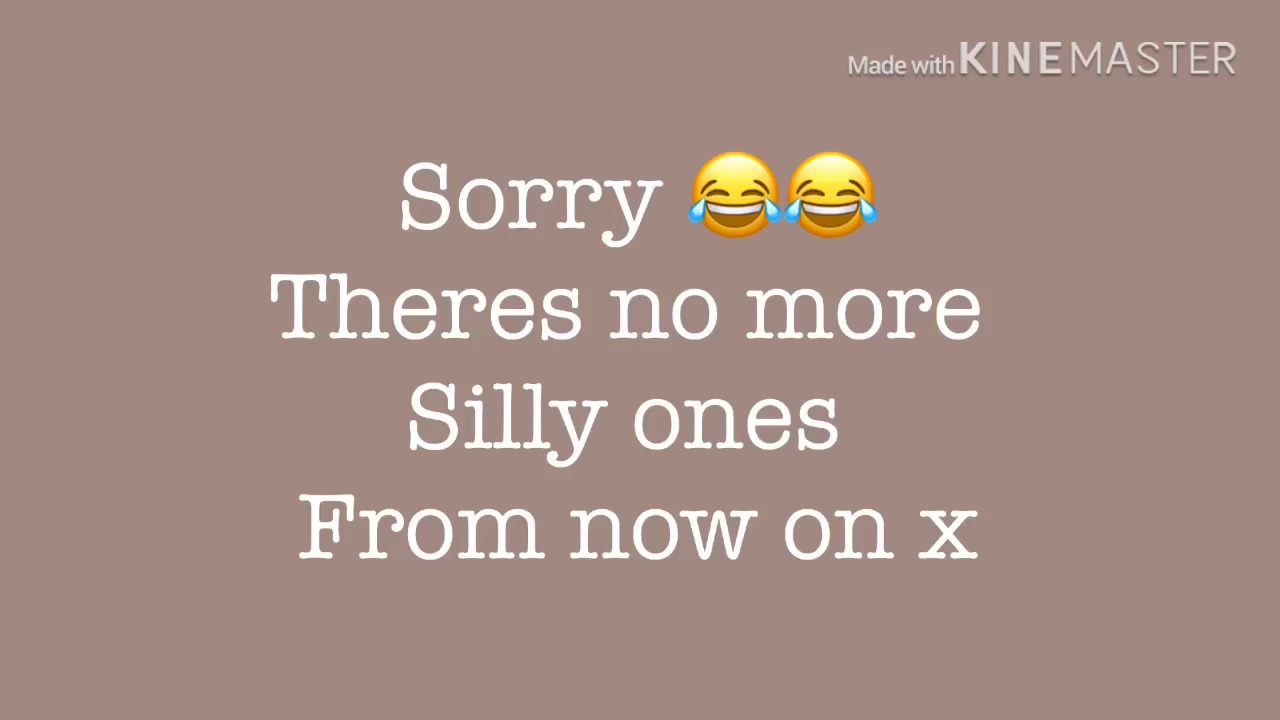 Made with KINEMASTER
Sorry 😂😂
Theres no more
Silly ones
From now on x